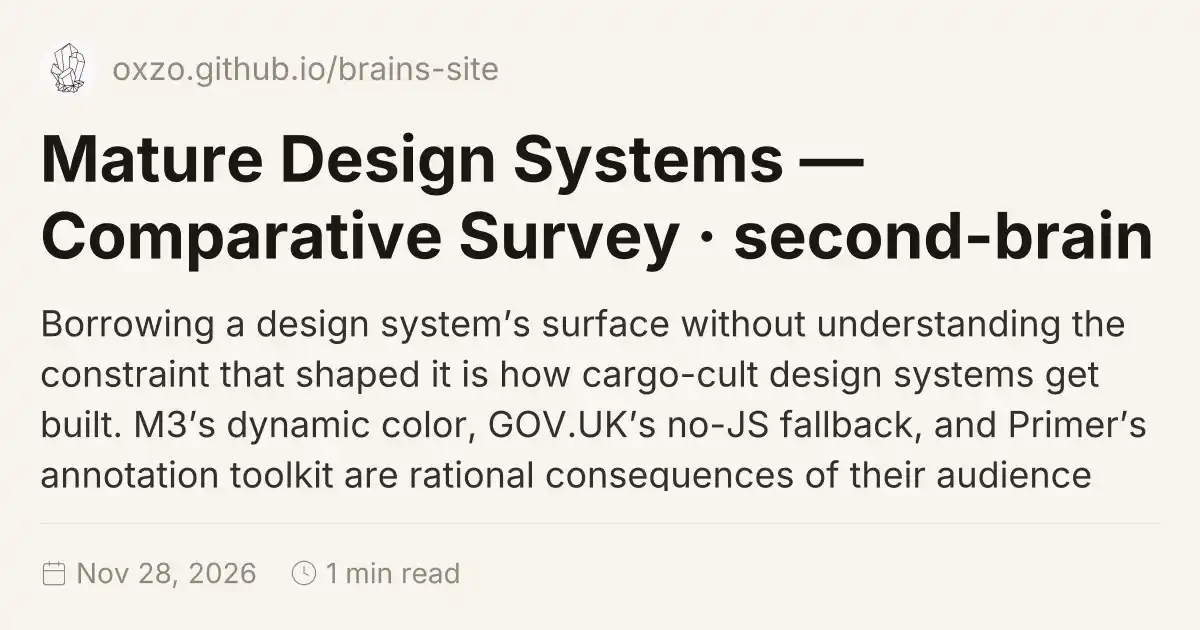 oxzo.github.io/brains-site
Mature Design Systems —
Comparative Survey · second-brain
Borrowing a design system’s surface without understanding the
constraint that shaped it is how cargo-cult design systems get
built. M3’s dynamic color, GOV.UK’s no-JS fallback, and Primer’s
annotation toolkit are rational consequences of their audience
Nov 28, 2026 1 min read